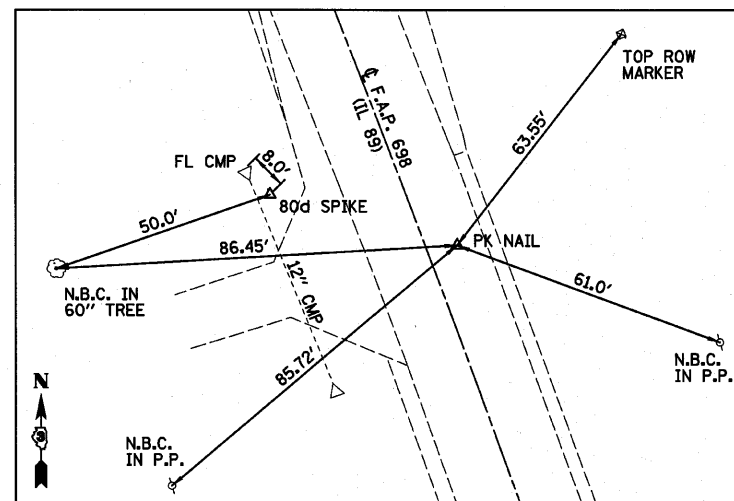 TOP ROW
MARKER
℄ F.A.P. 698
(IL 89)
63.55'
FL CMP
8.0'
80d SPIKE
50.0'
86.45'
PK NAIL
61.0'
N.B.C. IN
60" TREE
12" CMP
85.72'
N.B.C.
IN P.P.
N.B.C.
IN P.P.
N
3